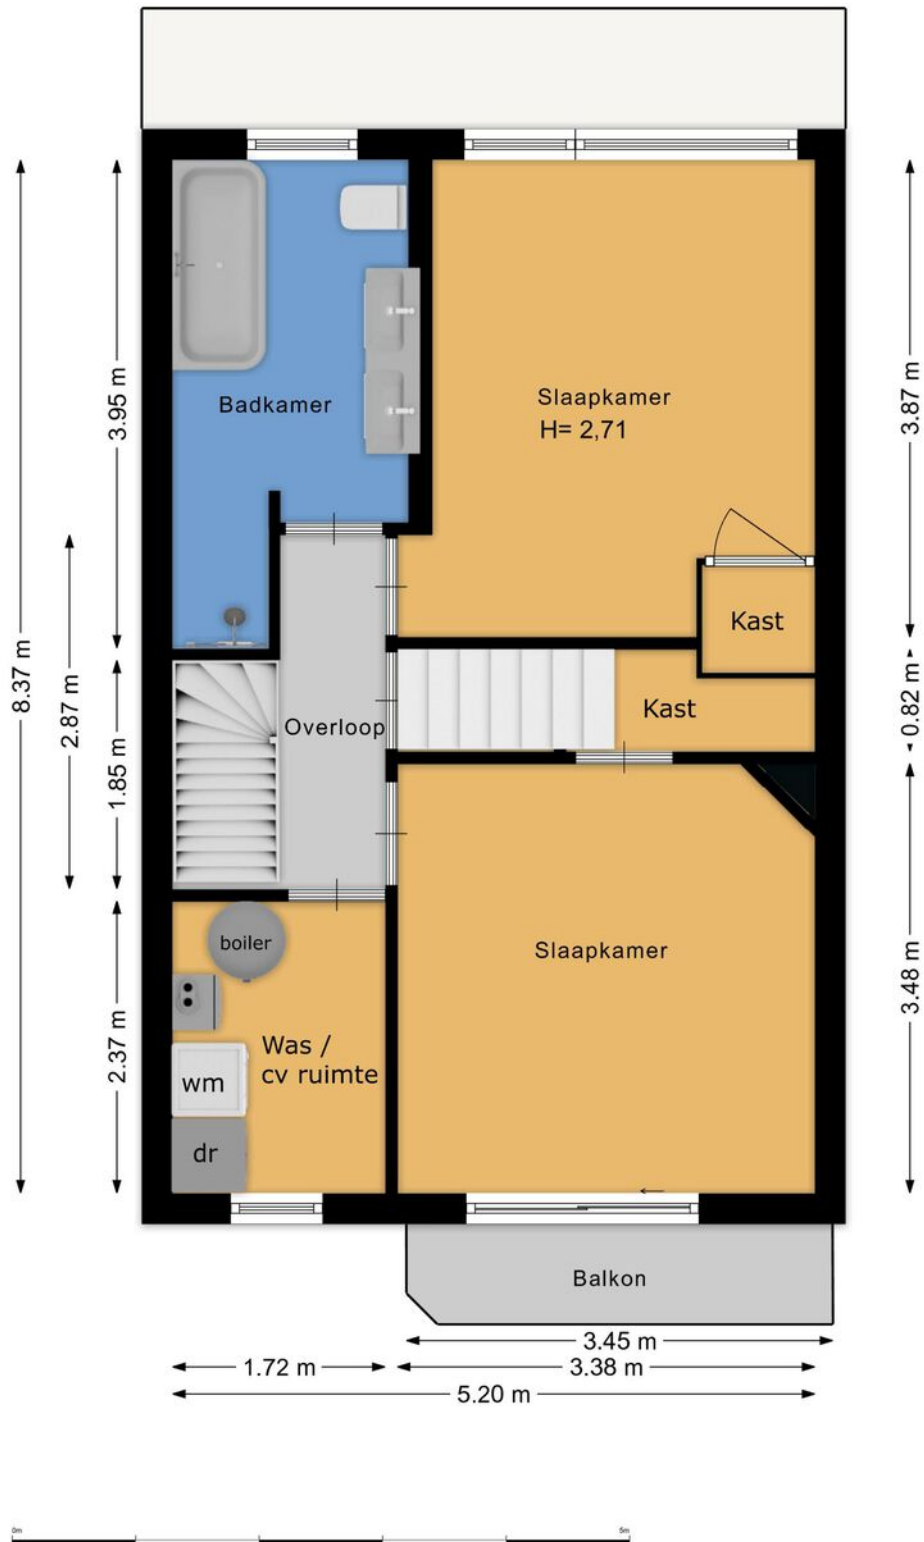 Badkamer
Slaapkamer
H= 2,71
Kast
Kast
Overloop
boiler
Was /
cv ruimte
wm
dr
Slaapkamer
Balkon
8.37 m
3.95 m
2.87 m
1.85 m
2.37 m
3.87 m
0.82 m
3.48 m
3.45 m
1.72 m
3.38 m
5.20 m
0m
5m